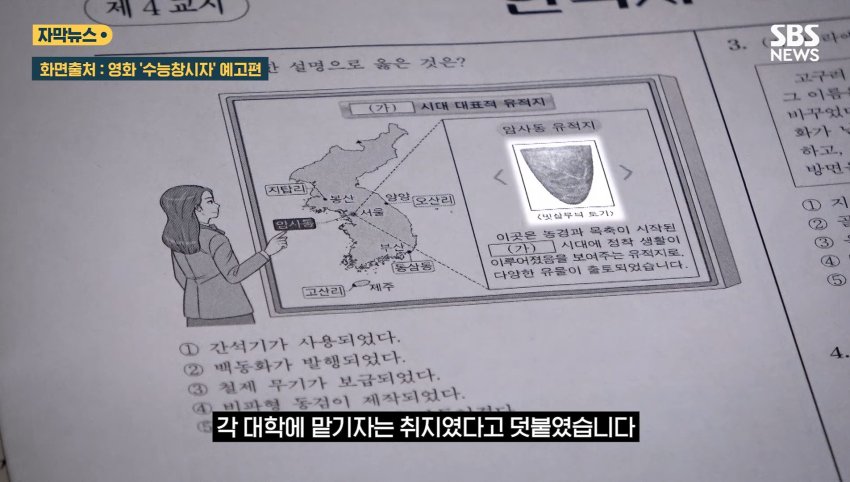 제 4 교시
자막뉴스
SBS
NEWS
화면출처 : 영화 '수능창시자' 예고편
설명으로 옳은 것은?
3.
(가) 시대 대표적 유적지
암사동 유적지
<빗살무늬 토기>
지탑리
봉산
양양
오산리
서울
암사동
부산
동삼동
고산리
제주
이곳은 농경과 목축이 시작된
(가) 시대에 정착 생활이
이루어졌음을 보여주는 유적지로,
다양한 유물이 출토되었습니다.
고구리
그 이름을
바꾸었다
하고,
방면
① 간석기가 사용되었다.
② 백동화가 발행되었다.
③ 철제 무기가 보급되었다.
④ 비파형 동검이 제작되었다.
①
②
③
④
⑤
4.
각 대학에 맡기자는 취지였다고 덧붙였습니다